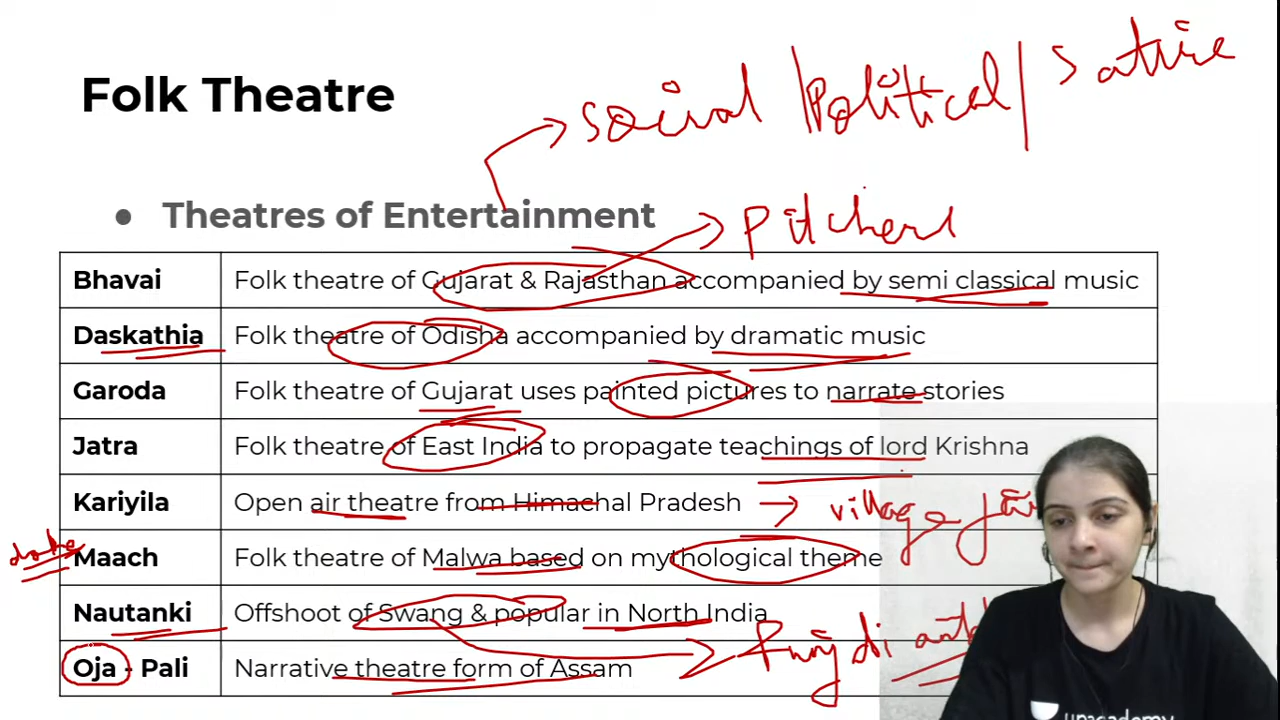 Folk Theatre
Social / Political / Satire
● Theatres of Entertainment
Pitchers
Bhavai Folk theatre of Gujarat & Rajasthan accompanied by semi classical music
Daskathia Folk theatre of Odisha accompanied by dramatic music
Garoda Folk theatre of Gujarat uses painted pictures to narrate stories
Jatra Folk theatre of East India to propagate teachings of lord Krishna
Kariyila Open air theatre from Himachal Pradesh
village
Maach Folk theatre of Malwa based on mythological theme
Nautanki Offshoot of Swang & popular in North India
Oja - Pali Narrative theatre form of Assam
unacademy